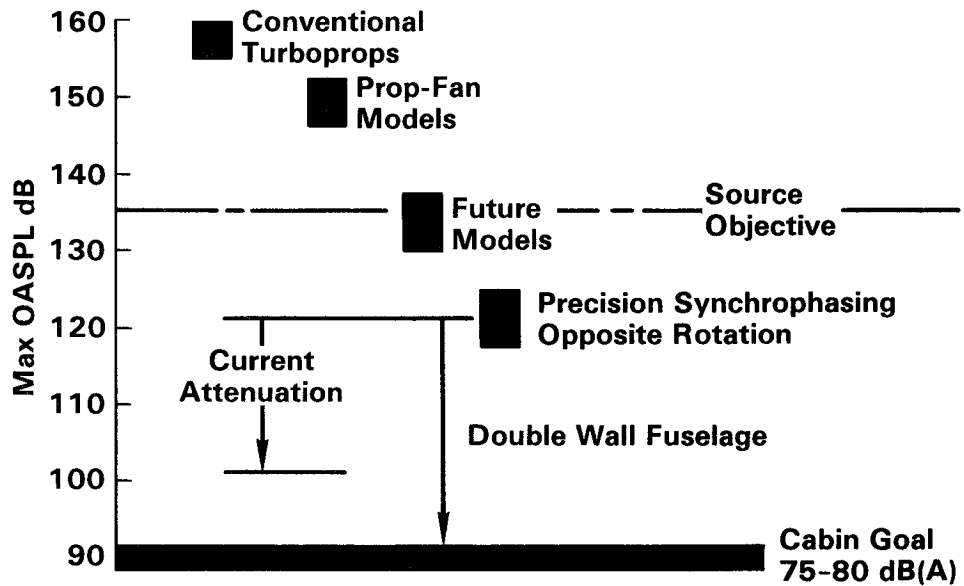 Max OASPL dB
160
150
140
130
120
110
100
90
Conventional
Turboprops
Prop-Fan
Models
Future
Models
Source
Objective
Precision Synchrophasing
Opposite Rotation
Current
Attenuation
Double Wall Fuselage
Cabin Goal
75-80 dB(A)